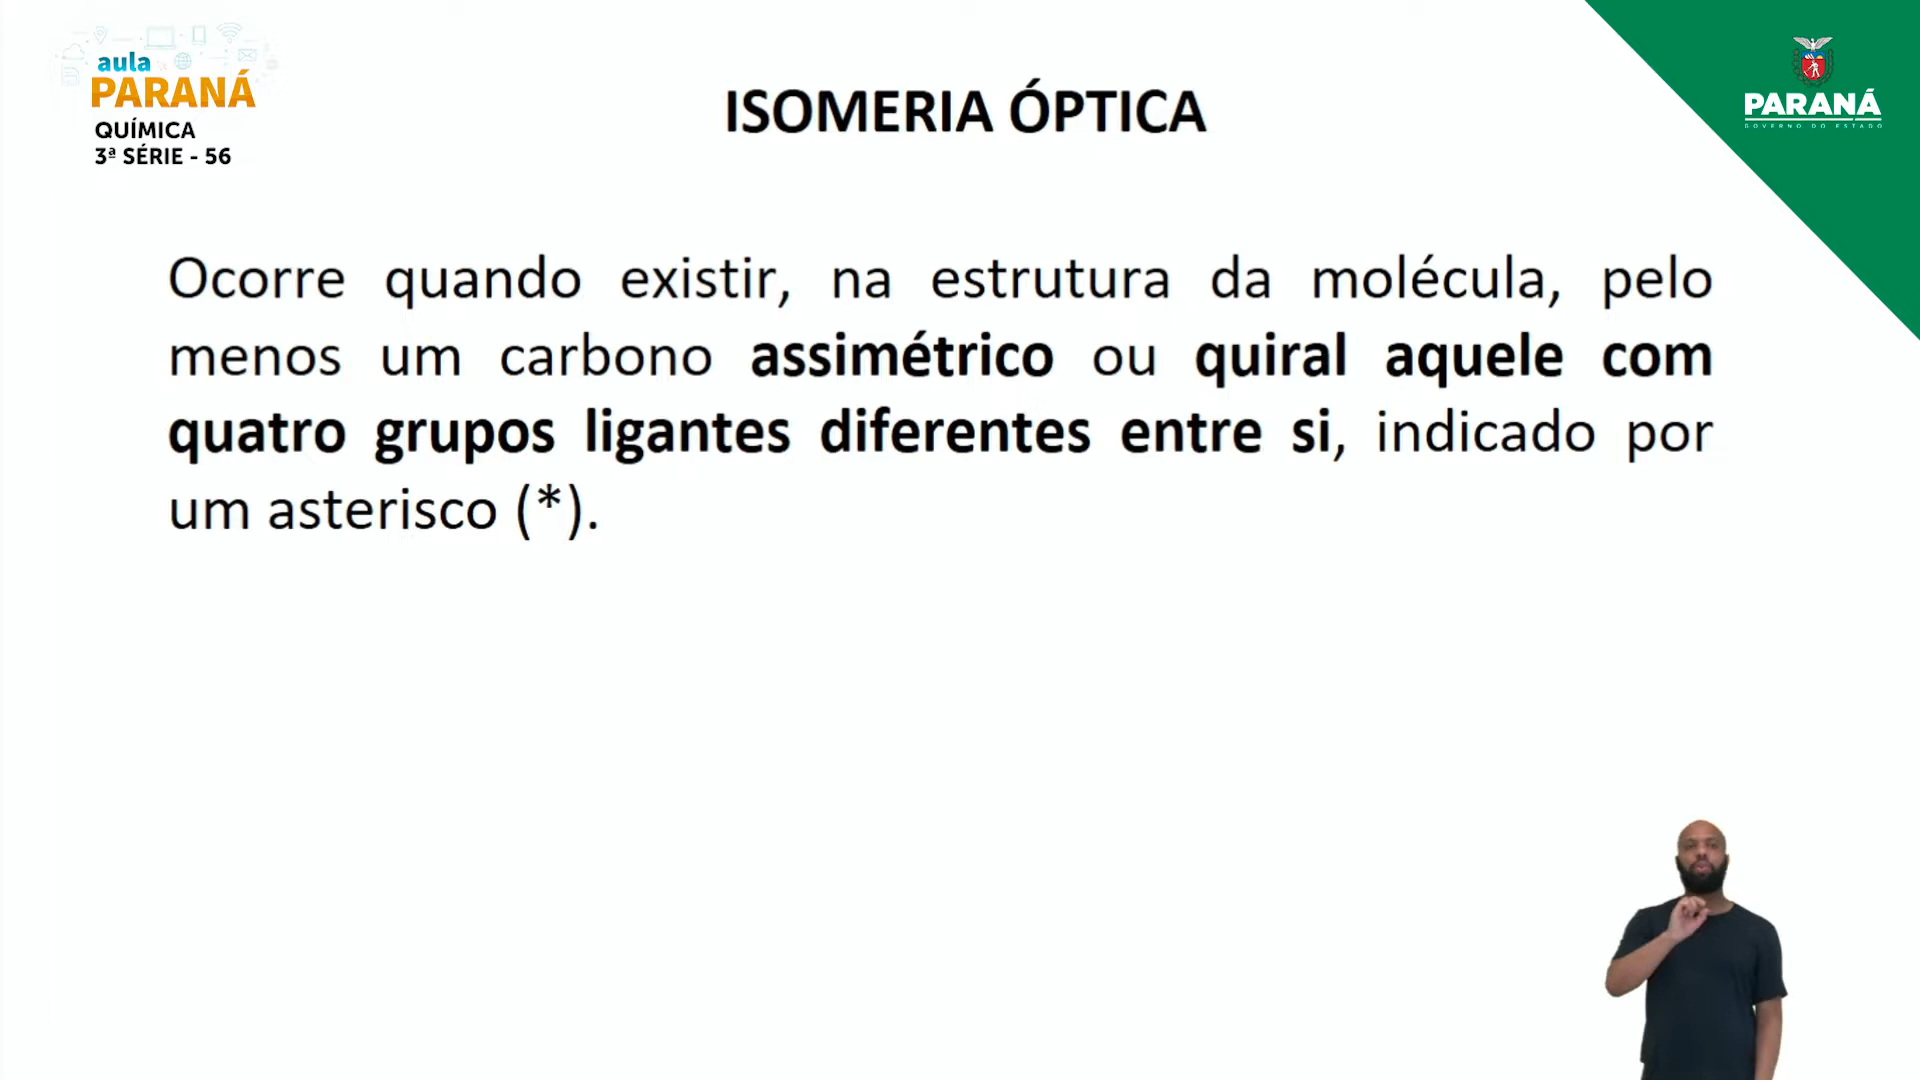 aula
PARANÁ
QUÍMICA
3ª SÉRIE - 56
ISOMERIA ÓPTICA
PARANÁ
GOVERNO DO ESTADO
Ocorre quando existir, na estrutura da molécula, pelo
menos um carbono assimétrico ou quiral aquele com
quatro grupos ligantes diferentes entre si, indicado por
um asterisco (*).